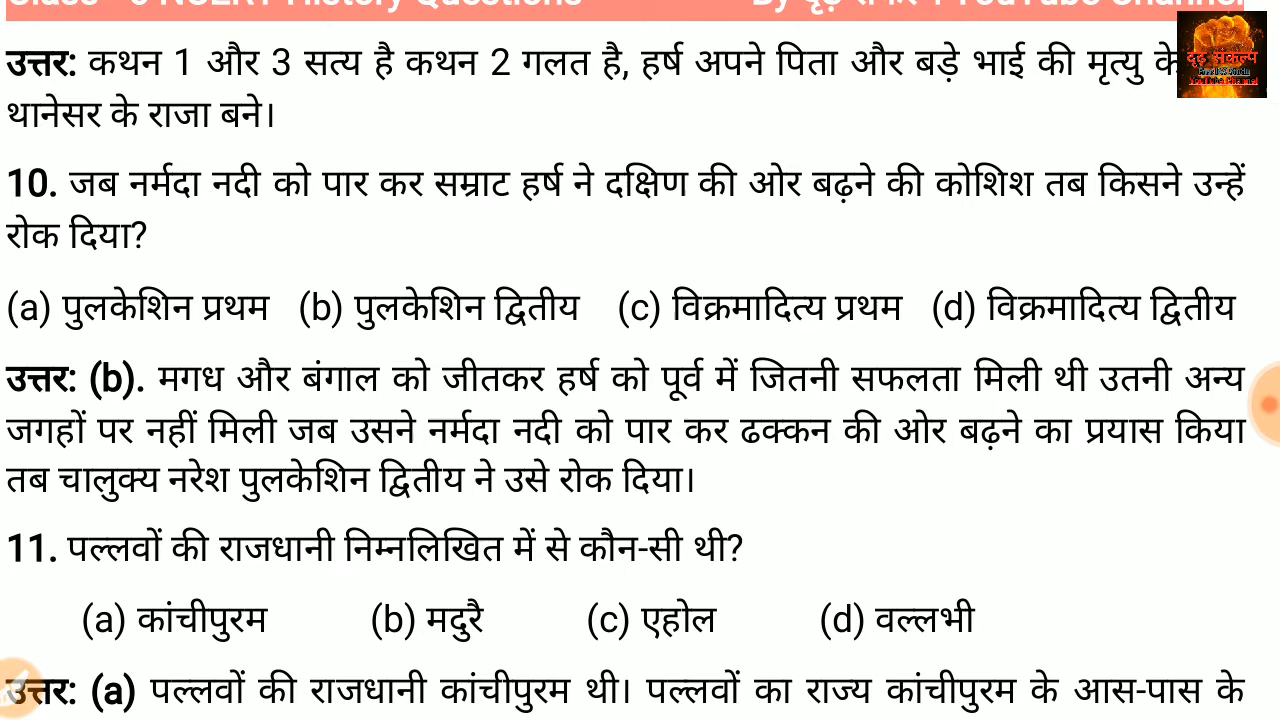 उत्तर: कथन 1 और 3 सत्य है कथन 2 गलत है, हर्ष अपने पिता और बड़े भाई की मृत्यु के
थानेसर के राजा बने।
10. जब नर्मदा नदी को पार कर सम्राट हर्ष ने दक्षिण की ओर बढ़ने की कोशिश तब किसने उन्हें
रोक दिया?
(a) पुलकेशिन प्रथम (b) पुलकेशिन द्वितीय (c) विक्रमादित्य प्रथम (d) विक्रमादित्य द्वितीय
उत्तर: (b). मगध और बंगाल को जीतकर हर्ष को पूर्व में जितनी सफलता मिली थी उतनी अन्य
जगहों पर नहीं मिली जब उसने नर्मदा नदी को पार कर ढक्कन की ओर बढ़ने का प्रयास किया
तब चालुक्य नरेश पुलकेशिन द्वितीय ने उसे रोक दिया।
11. पल्लवों की राजधानी निम्नलिखित में से कौन-सी थी?
(a) कांचीपुरम (b) मदुरै (c) एहोल (d) वल्लभी
उत्तर: (a) पल्लवों की राजधानी कांचीपुरम थी। पल्लवों का राज्य कांचीपुरम के आस-पास के
दृढ़ संकल्प